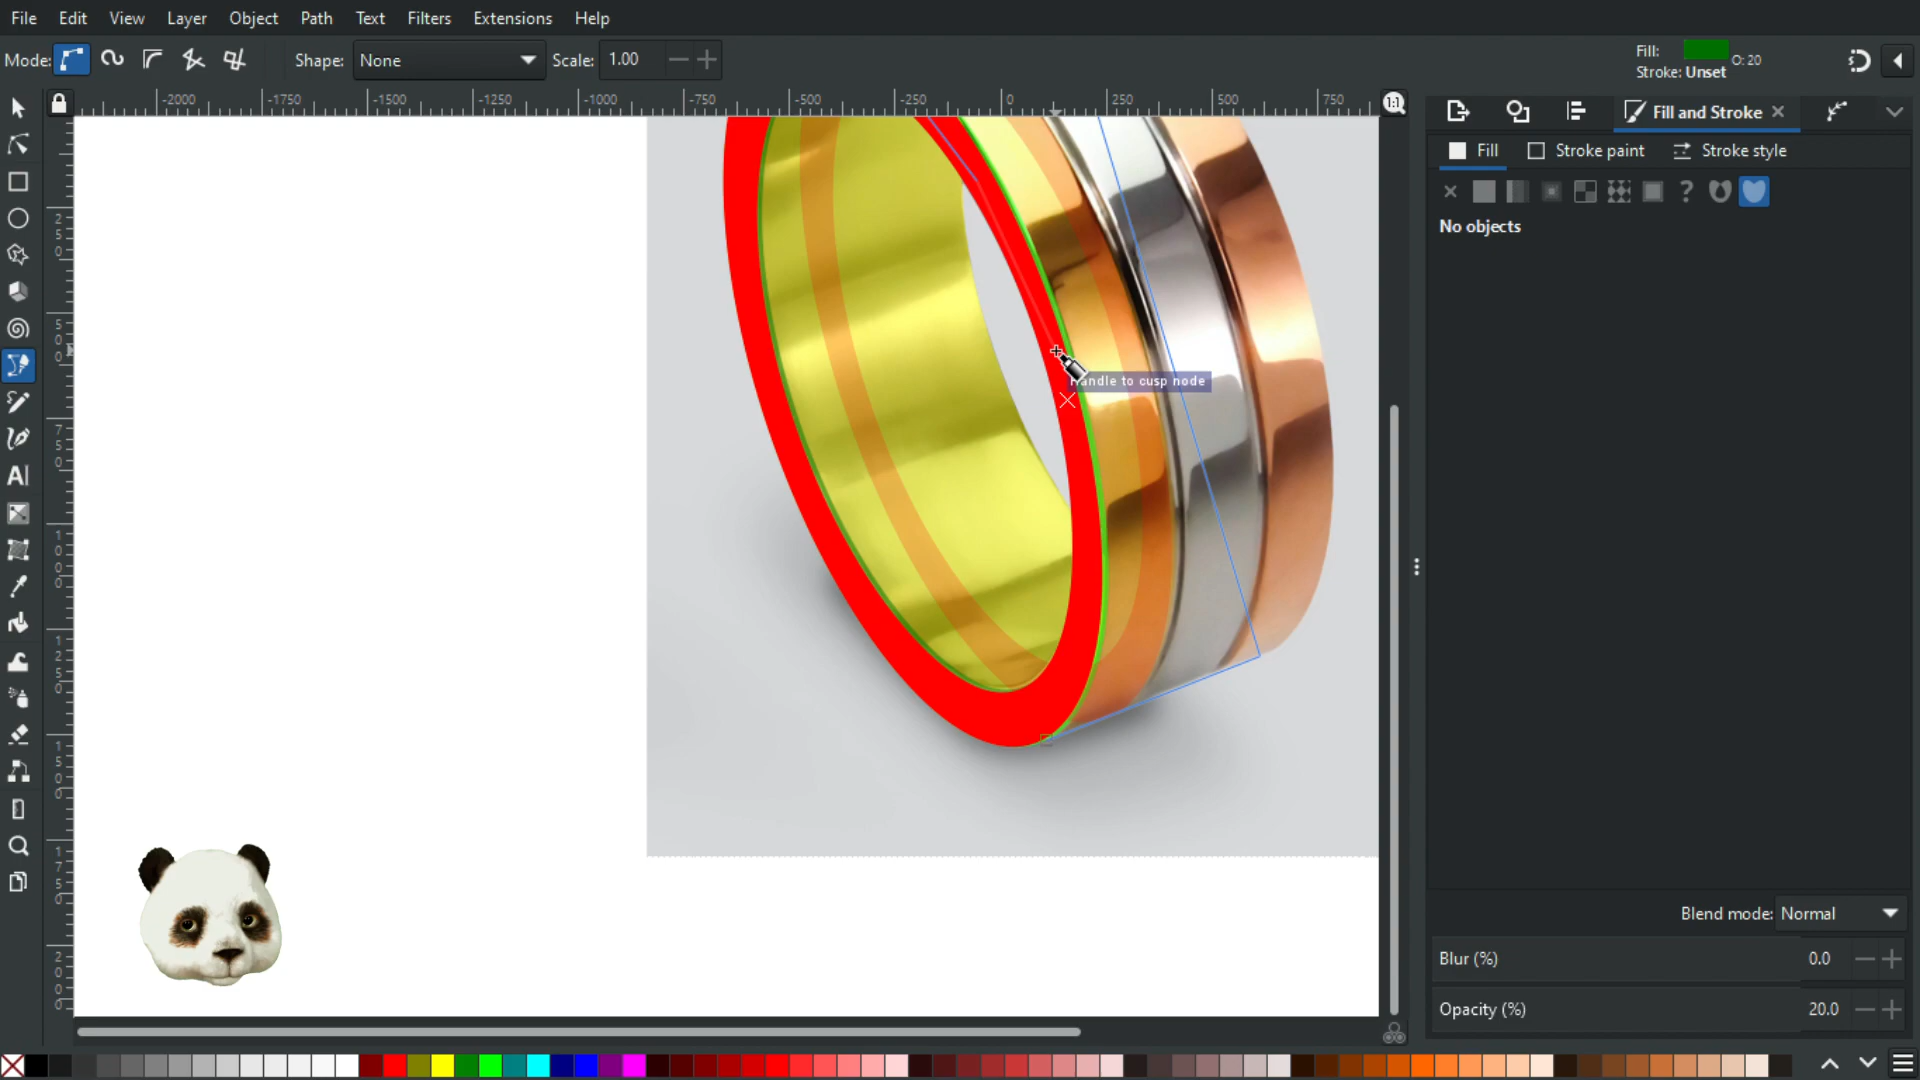 File Edit View Layer Object Path Text Filters Extensions Help
Mode: Shape: None Scale: 1.00
Fill: O: 20
Stroke: Unset
-2000 -1750 -1500 -1250 -1000 -750 -500 -250 0 250 500 750
1:1
Fill and Stroke
Fill Stroke paint Stroke style
No objects
Handle to cusp node
Blend mode: Normal
Blur (%) 0.0
Opacity (%) 20.0